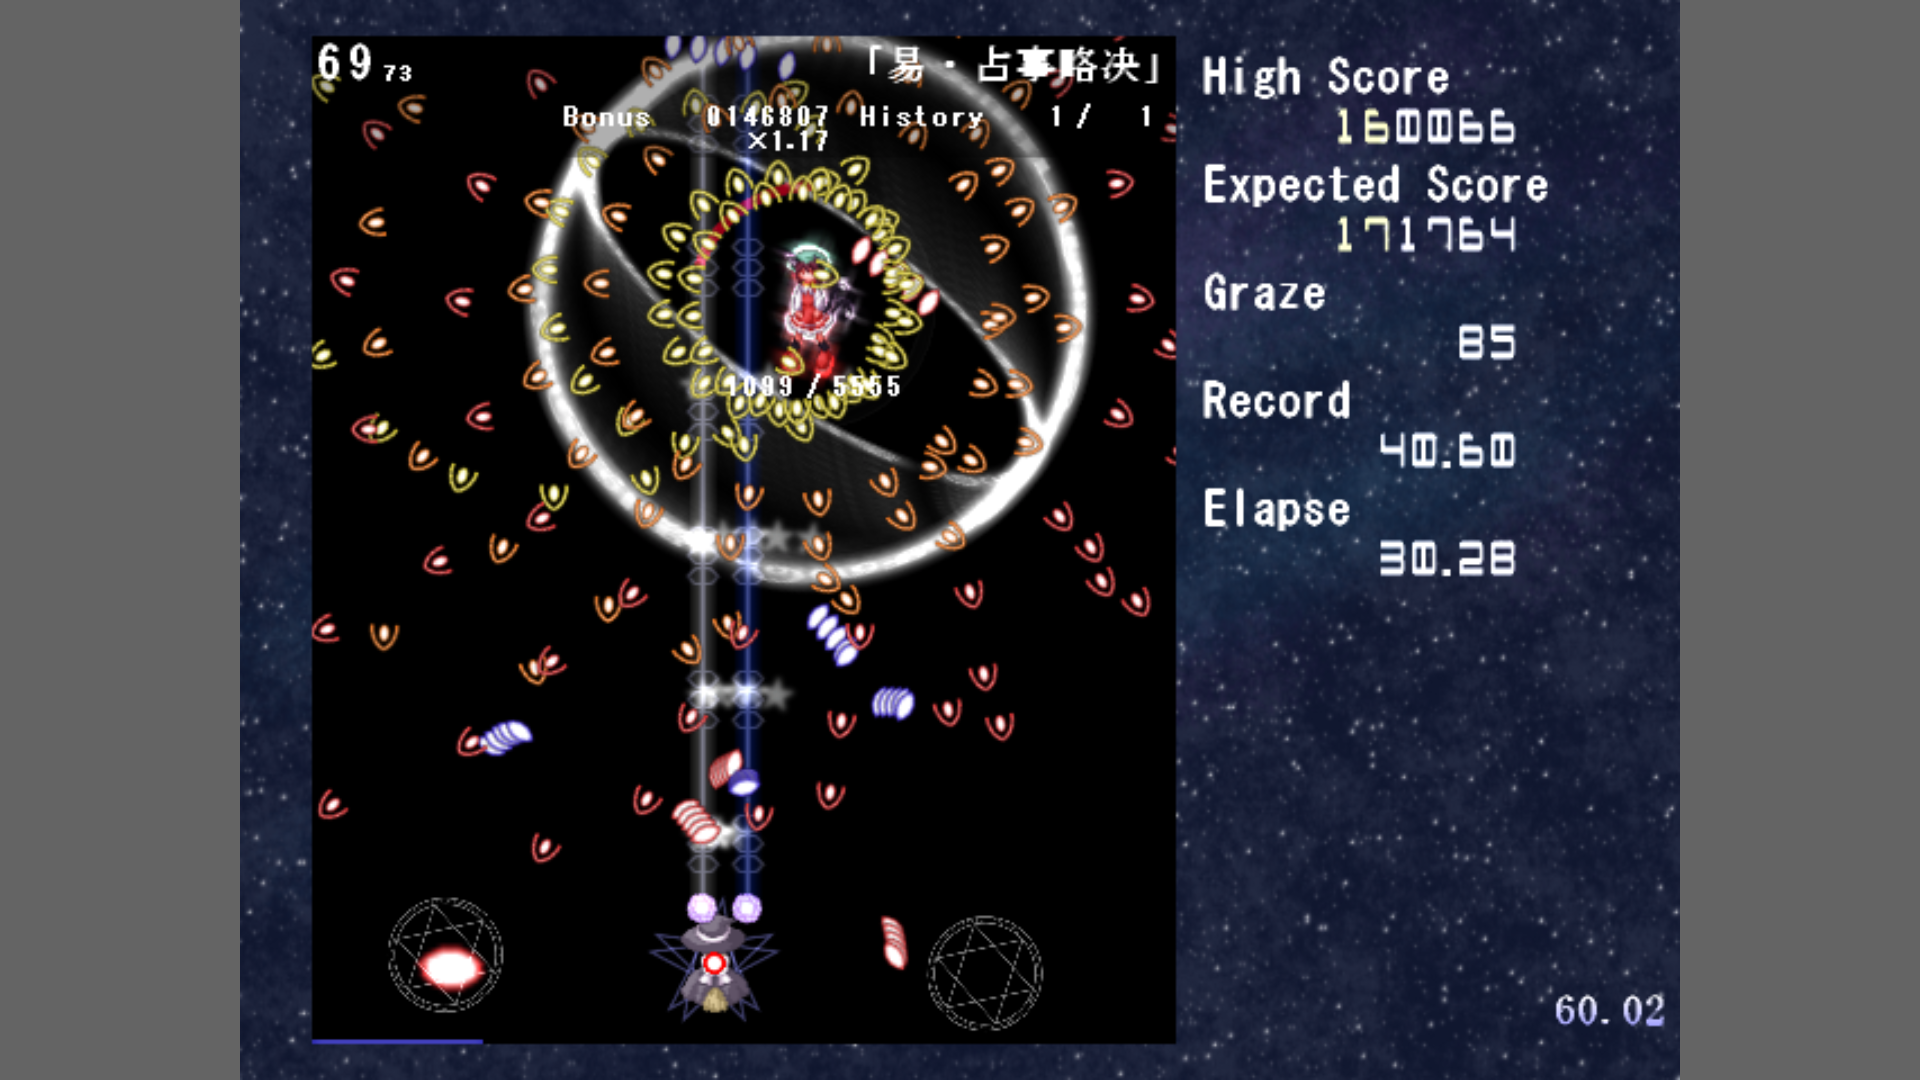 69 73
「易・占事略决」
Bonus 0146807 History 1/ 1
×1.17
1099 / 5555
High Score
160066
Expected Score
171764
Graze
85
Record
40.60
Elapse
30.28
60.02